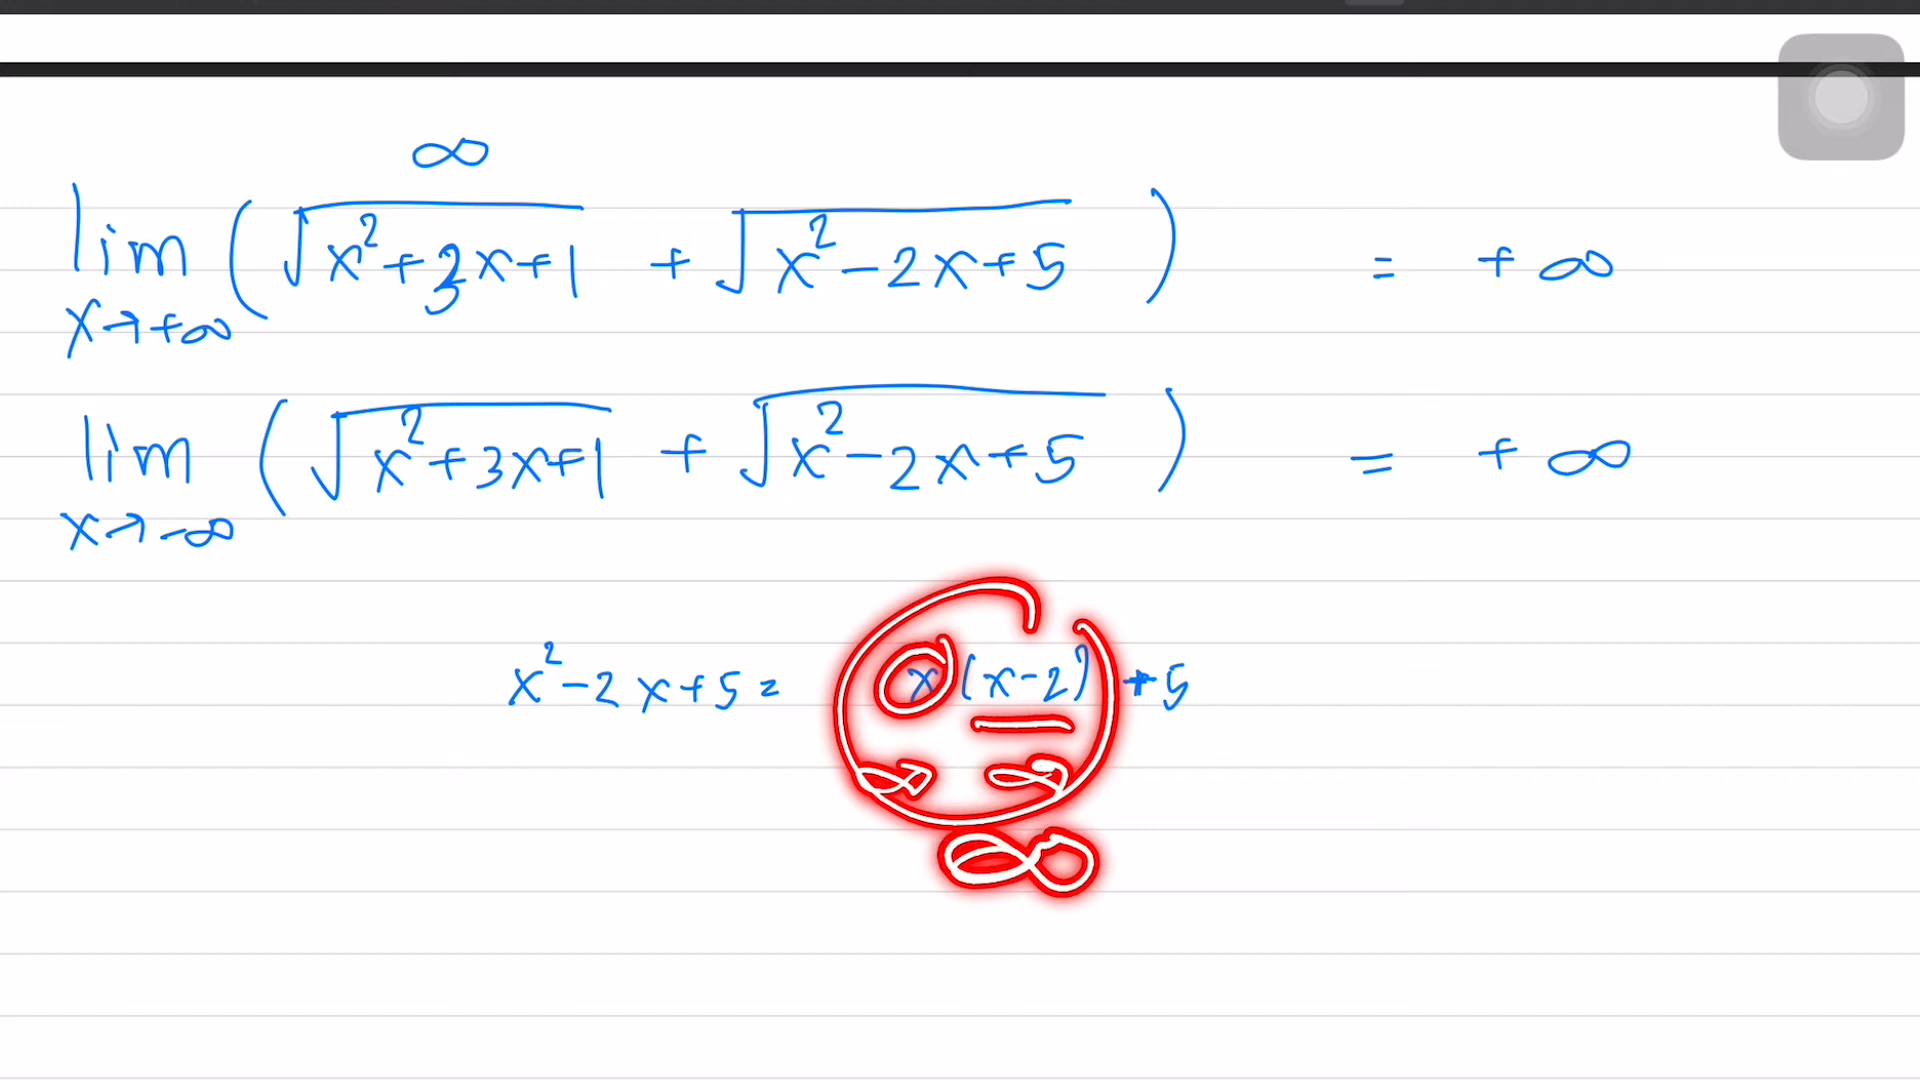 ∞
lim (√x²+3x+1 + √x²-2x+5) = +∞
x→+∞
lim (√x²+3x+1 + √x²-2x+5) = +∞
x→-∞
x²-2x+5 = x(x-2)+5
∞ ∞
∞